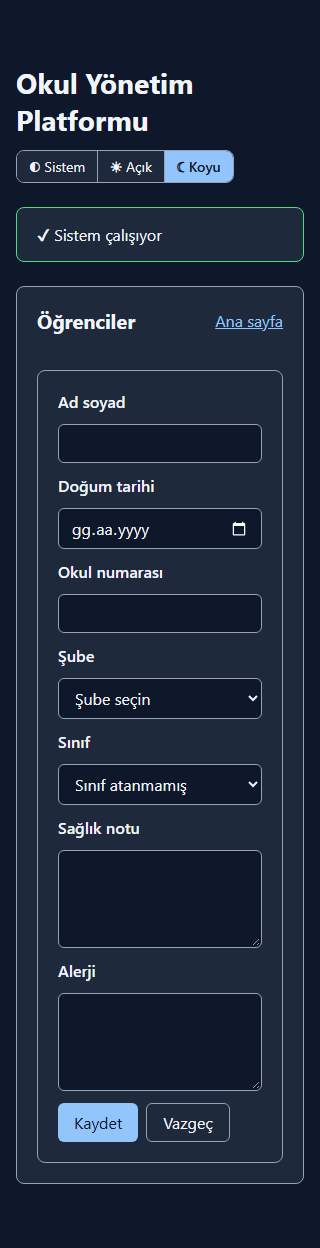 Okul Yönetim
Platformu
◐ Sistem ☀ Açık ☾ Koyu
✓ Sistem çalışıyor
Öğrenciler Ana sayfa
Ad soyad
Doğum tarihi
gg.aa.yyyy
Okul numarası
Şube
Şube seçin
Sınıf
Sınıf atanmamış
Sağlık notu
Alerji
Kaydet Vazgeç